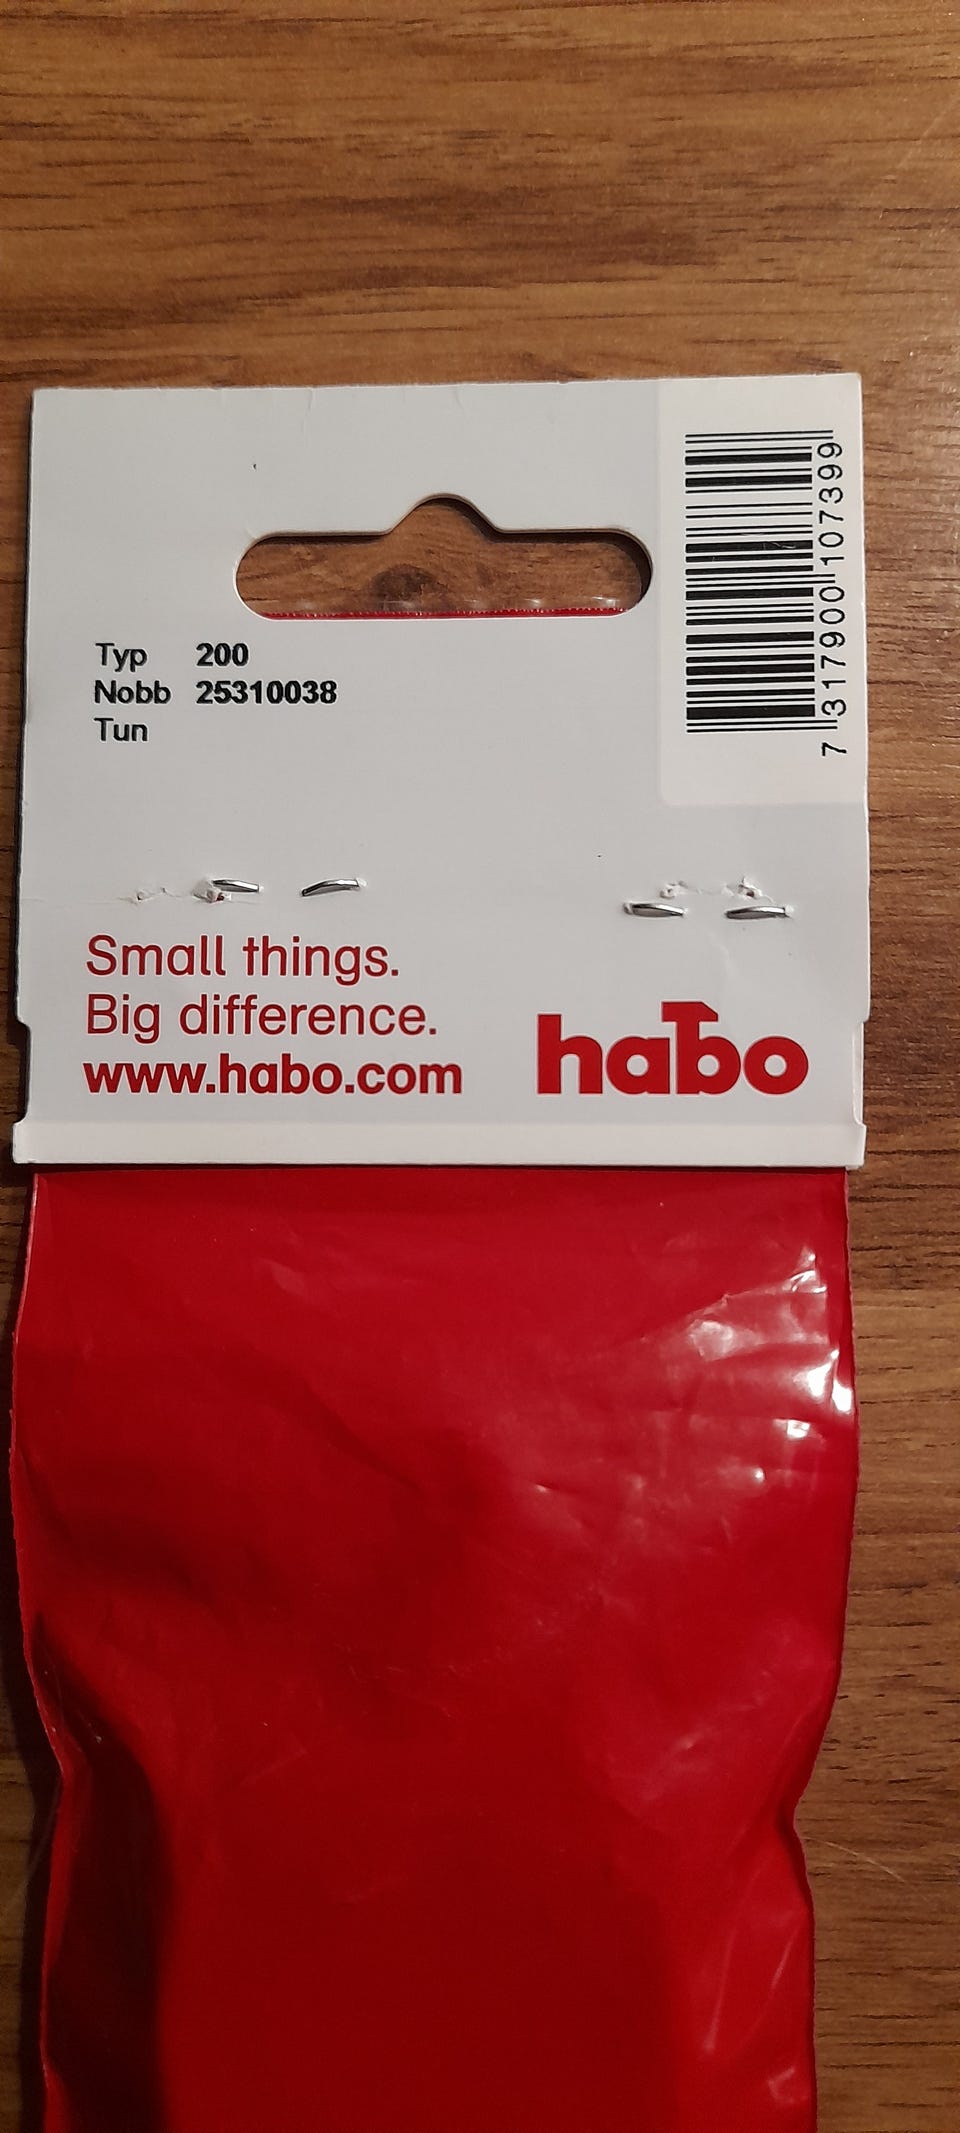 7 317900 107399
Typ 200
Nobb 25310038
Tun
Small things.
Big difference.
www.habo.com
habo